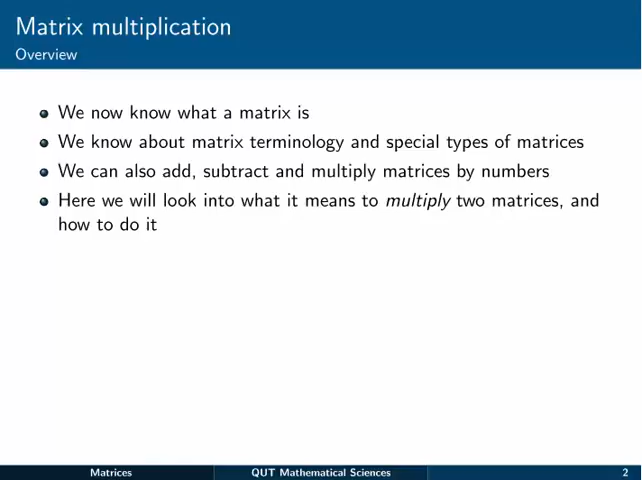 Matrix multiplication
Overview
We now know what a matrix is
We know about matrix terminology and special types of matrices
We can also add, subtract and multiply matrices by numbers
Here we will look into what it means to multiply two matrices, and
how to do it
Matrices QUT Mathematical Sciences 2